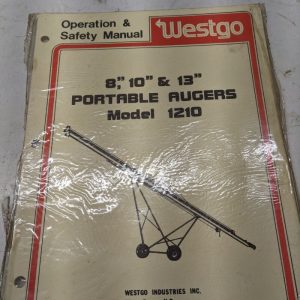 Operation &
Safety Manual
Westgo
8," 10" & 13"
PORTABLE AUGERS
Model 1210
WESTGO INDUSTRIES INC.